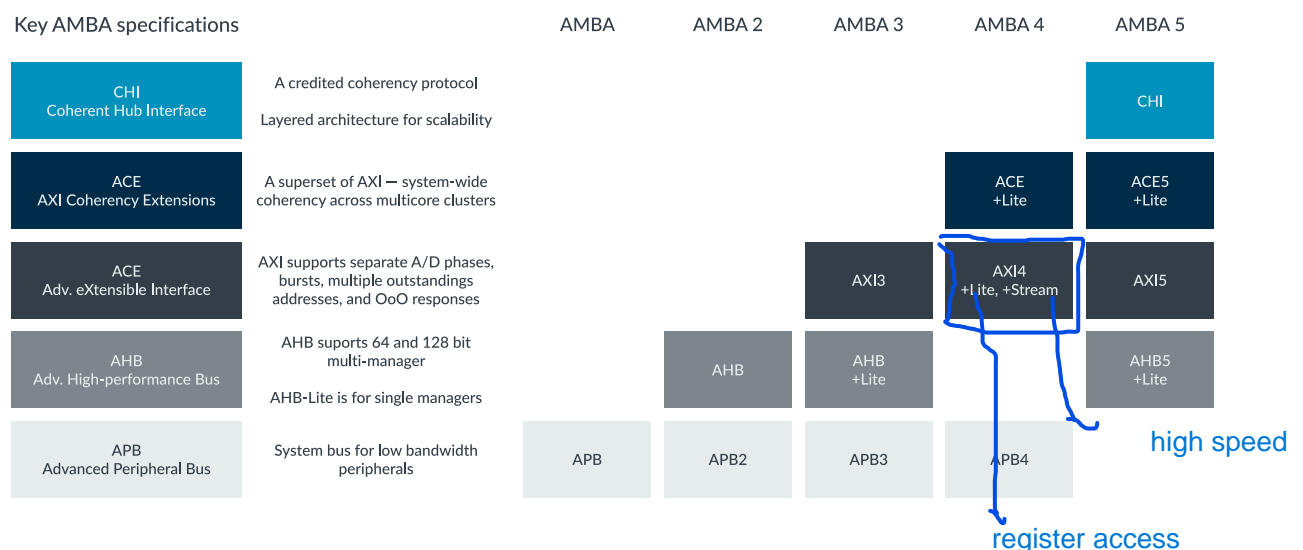 Key AMBA specifications AMBA AMBA 2 AMBA 3 AMBA 4 AMBA 5
CHI
Coherent Hub Interface
A credited coherency protocol
Layered architecture for scalability
CHI
ACE
AXI Coherency Extensions
A superset of AXI — system-wide
coherency across multicore clusters
ACE
+Lite
ACE5
+Lite
ACE
Adv. eXtensible Interface
AXI supports separate A/D phases,
bursts, multiple outstandings
addresses, and OoO responses
AXI3
AXI4
+Lite, +Stream
AXI5
AHB
Adv. High-performance Bus
AHB suports 64 and 128 bit
multi-manager
AHB-Lite is for single managers
AHB
AHB
+Lite
AHB5
+Lite
APB
Advanced Peripheral Bus
System bus for low bandwidth
peripherals
APB
APB2
APB3
APB4
high speed
register access